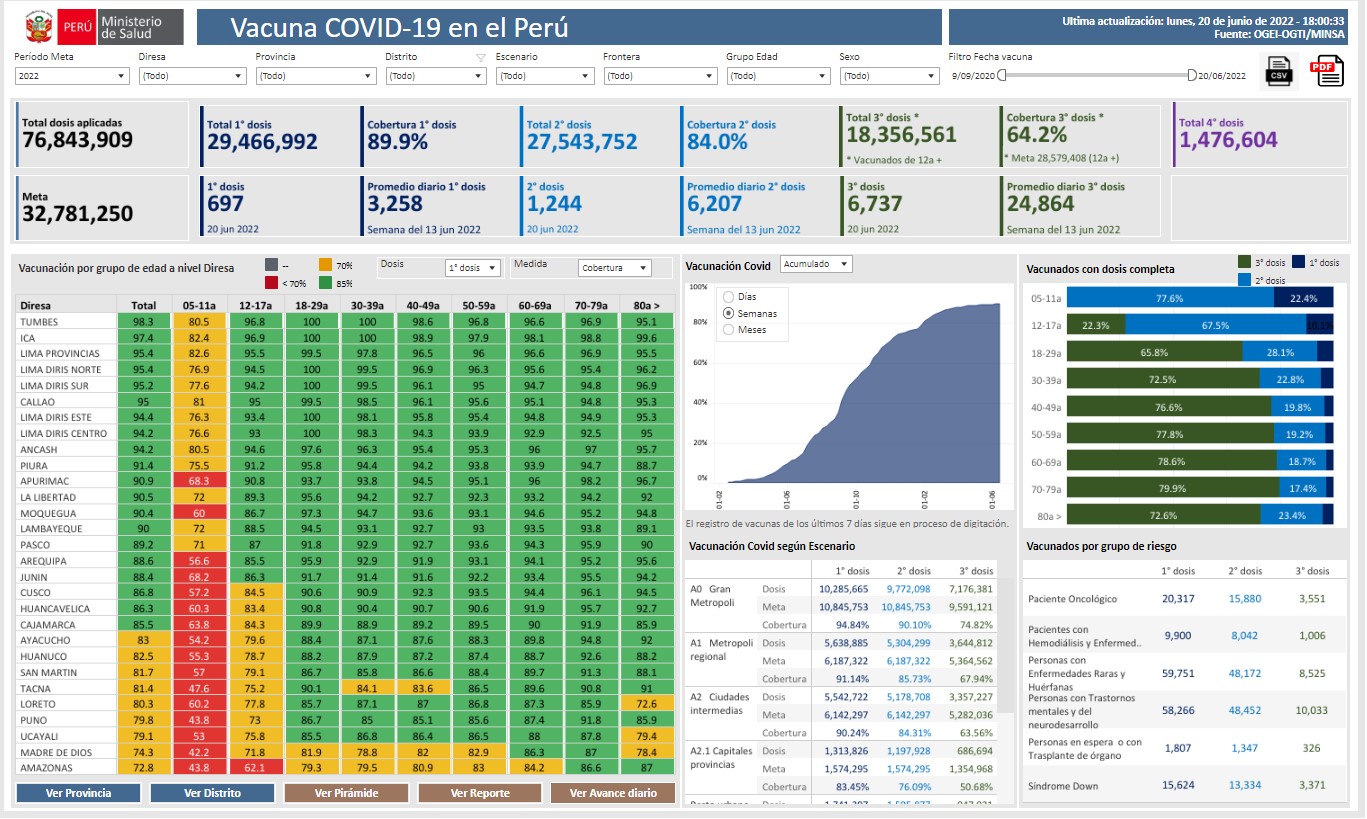 PERÚ
Ministerio
de Salud
Vacuna COVID-19 en el Perú
Ultima actualización: lunes, 20 de junio de 2022 - 18:00:33
Fuente: OGEI-OGTI/MINSA
Período Meta Diresa Provincia Distrito Escenario Frontera Grupo Edad Sexo Filtro Fecha vacuna
2022 (Todo) (Todo) (Todo) (Todo) (Todo) (Todo) (Todo) 9/09/2020 20/06/2022 CSV PDF
Total dosis aplicadas
76,843,909
Total 1° dosis
29,466,992
Cobertura 1° dosis
89.9%
Total 2° dosis
27,543,752
Cobertura 2° dosis
84.0%
Total 3° dosis *
18,356,561
* Vacunados de 12a +
Cobertura 3° dosis *
64.2%
* Meta 28,579,408 (12a +)
Total 4° dosis
1,476,604
Meta
32,781,250
1° dosis
697
20 jun 2022
Promedio diario 1° dosis
3,258
Semana del 13 jun 2022
2° dosis
1,244
20 jun 2022
Promedio diario 2° dosis
6,207
Semana del 13 jun 2022
3° dosis
6,737
20 jun 2022
Promedio diario 3° dosis
24,864
Semana del 13 jun 2022
Vacunación por grupo de edad a nivel Diresa
-- 70%
< 70% 85%
Dosis 1° dosis Medida Cobertura
Diresa Total 05-11a 12-17a 18-29a 30-39a 40-49a 50-59a 60-69a 70-79a 80a >
TUMBES 98.3 80.5 96.8 100 100 98.6 96.8 96.6 96.9 95.1
ICA 97.4 82.4 96.9 100 100 98.9 97.9 98.1 98.8 99.6
LIMA PROVINCIAS 95.4 82.6 95.5 99.5 97.8 96.5 96 96.6 96.9 95.5
LIMA DIRIS NORTE 95.4 76.9 94.5 100 99.5 96.9 96.3 95.6 95.4 96.2
LIMA DIRIS SUR 95.2 77.6 94.2 100 99.5 96.1 95 94.7 94.8 96.9
CALLAO 95 81 95 99.5 98.5 96.1 95.6 95.1 94.8 95.3
LIMA DIRIS ESTE 94.4 76.3 93.4 100 98.1 95.8 95.4 94.8 94.9 95.3
LIMA DIRIS CENTRO 94.2 76.6 93 100 98.3 94.3 93.9 92.9 92.5 95
ANCASH 94.2 80.5 94.6 97.6 96.3 95.4 95.3 96 97 95.7
PIURA 91.4 75.5 91.2 95.8 94.4 94.2 93.8 93.9 94.7 88.7
APURIMAC 90.9 68.3 90.8 93.7 93.8 94.5 95.1 96 98.2 96.7
LA LIBERTAD 90.5 72 89.3 95.6 94.2 92.7 92.3 93.2 94.2 92
MOQUEGUA 90.4 60 86.7 97.3 94.7 93.6 93.1 94.6 95.2 94.8
LAMBAYEQUE 90 72 88.5 94.5 93.1 92.7 93 93.5 93.8 89.1
PASCO 89.2 71 87 91.8 92.9 92.7 93.6 94.3 95.9 90
AREQUIPA 88.6 56.6 85.5 95.9 92.9 91.9 93.1 94.1 95.2 95.6
JUNIN 88.4 68.2 86.3 91.7 91.4 91.6 92.2 93.4 95.5 94.2
CUSCO 86.8 57.2 84.5 90.6 90.9 92.3 93.5 94.4 96.1 94.5
HUANCAVELICA 86.3 60.3 83.4 90.8 90.4 90.7 90.6 91.9 95.7 92.7
CAJAMARCA 85.5 63.8 84.3 89.9 88.9 89.2 89.5 90 91.9 85.9
AYACUCHO 83 54.2 79.6 88.4 87.1 87.6 88.3 89.8 94.8 92
HUANUCO 82.5 55.3 78.7 88.2 87.9 87.2 87.4 88.7 92.6 88.2
SAN MARTIN 81.7 57 79.1 86.7 85.8 86.6 88.4 89.7 91.3 88.1
TACNA 81.4 47.6 75.2 90.1 84.1 83.6 86.5 89.6 90.8 91
LORETO 80.3 60.2 77.8 85.7 87.1 87 86.8 87.3 85.9 72.6
PUNO 79.8 43.8 73 86.7 85 85.1 85.6 87.4 91.8 85.9
UCAYALI 79.1 53 75.8 85.5 86.8 86.4 86.5 88 87.8 79.4
MADRE DE DIOS 74.3 42.2 71.8 81.9 78.8 82 82.9 86.3 87 78.4
AMAZONAS 72.8 43.8 62.1 79.3 79.5 80.9 83 84.2 86.6 87
Ver Provincia Ver Distrito Ver Pirámide Ver Reporte Ver Avance diario
Vacunación Covid Acumulado
Días
Semanas
Meses
80%
60%
40%
20%
0%
01-02 01-06 01-10 01-02 01-06
El registro de vacunas de los últimos 7 días sigue en proceso de digitación.
Vacunación Covid según Escenario
1° dosis 2° dosis 3° dosis
A0 Gran Metropoli Dosis 10,285,665 9,772,098 7,176,381
Meta 10,845,753 10,845,753 9,591,121
Cobertura 94.84% 90.10% 74.82%
A1 Metropoli regional Dosis 5,638,885 5,304,299 3,644,812
Meta 6,187,322 6,187,322 5,364,562
Cobertura 91.14% 85.73% 67.94%
A2 Ciudades intermedias Dosis 5,542,722 5,178,708 3,357,227
Meta 6,142,297 6,142,297 5,282,036
Cobertura 90.24% 84.31% 63.56%
A2.1 Capitales provincias Dosis 1,313,826 1,197,928 686,694
Meta 1,574,295 1,574,295 1,354,968
Cobertura 83.45% 76.09% 50.68%
Vacunados con dosis completa
3° dosis 1° dosis
2° dosis
05-11a 77.6% 22.4%
12-17a 22.3% 67.5% 10.1%
18-29a 65.8% 28.1%
30-39a 72.5% 22.8%
40-49a 76.6% 19.8%
50-59a 77.8% 19.2%
60-69a 78.6% 18.7%
70-79a 79.9% 17.4%
80a > 72.6% 23.4%
Vacunados por grupo de riesgo
1° dosis 2° dosis 3° dosis
Paciente Oncológico 20,317 15,880 3,551
Pacientes con
Hemodiálisis y Enfermed.. 9,900 8,042 1,006
Personas con
Enfermedades Raras y 59,751 48,172 8,525
Huérfanas
Personas con Trastornos
mentales y del 58,266 48,452 10,033
neurodesarrollo
Personas en espera o con
Trasplante de órgano 1,807 1,347 326
Síndrome Down 15,624 13,334 3,371